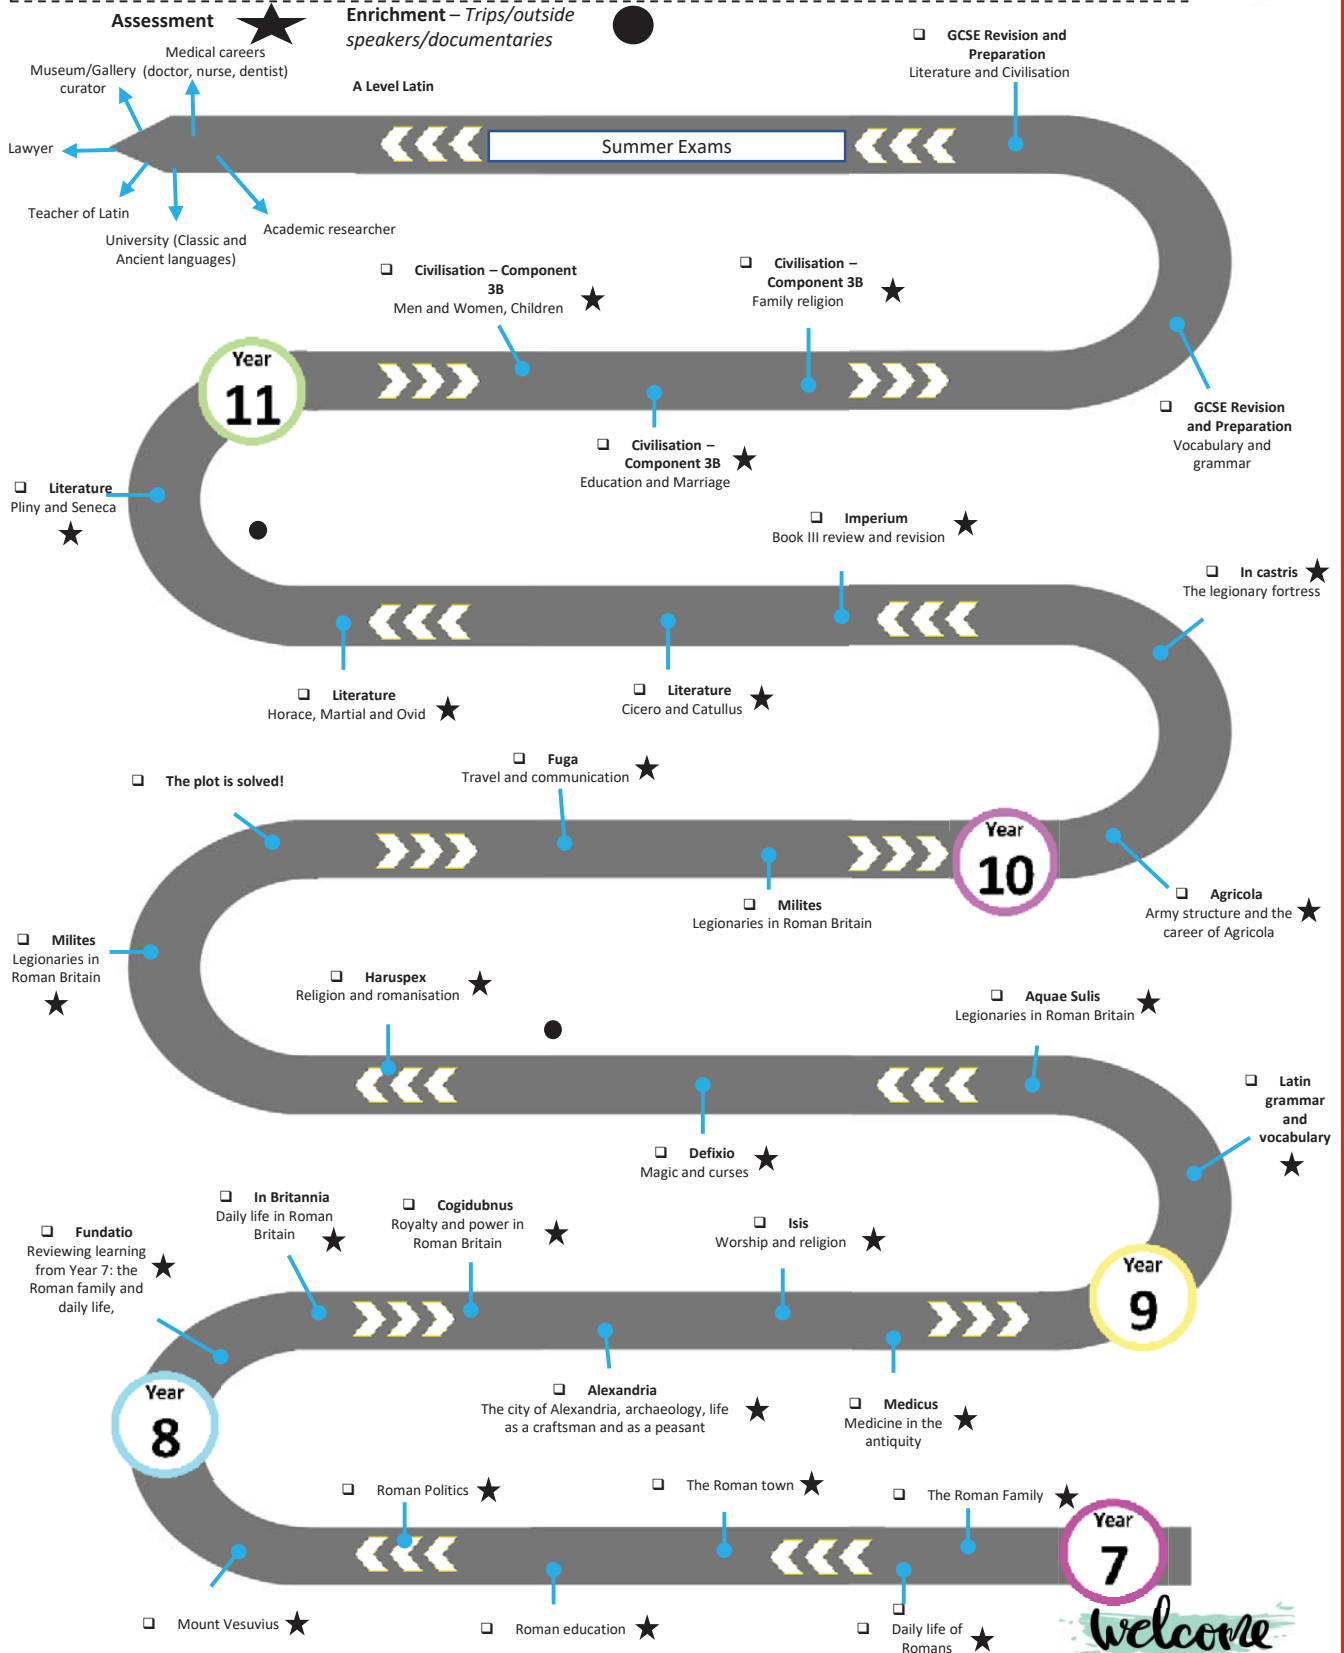 Assessment
Enrichment – Trips/outside
speakers/documentaries
Medical careers
(doctor, nurse, dentist)
Museum/Gallery
curator
Lawyer
Teacher of Latin
University (Classic and
Ancient languages)
Academic researcher
A Level Latin
Summer Exams
❑ GCSE Revision and
Preparation
Literature and Civilisation
❑ Civilisation – Component
3B
Men and Women, Children
❑ Civilisation –
Component 3B
Family religion
Year
11
❑ Civilisation –
Component 3B
Education and Marriage
❑ GCSE Revision
and Preparation
Vocabulary and
grammar
❑ Literature
Pliny and Seneca
❑ Imperium
Book III review and revision
❑ In castris
The legionary fortress
❑ Literature
Horace, Martial and Ovid
❑ Literature
Cicero and Catullus
❑ The plot is solved!
❑ Fuga
Travel and communication
Year
10
❑ Milites
Legionaries in Roman Britain
❑ Agricola
Army structure and the
career of Agricola
❑ Milites
Legionaries in
Roman Britain
❑ Haruspex
Religion and romanisation
❑ Aquae Sulis
Legionaries in Roman Britain
❑ Latin
grammar
and
vocabulary
❑ Defixio
Magic and curses
❑ Fundatio
Reviewing learning
from Year 7: the
Roman family and
daily life,
❑ In Britannia
Daily life in Roman
Britain
❑ Cogidubnus
Royalty and power in
Roman Britain
❑ Isis
Worship and religion
Year
9
Year
8
❑ Alexandria
The city of Alexandria, archaeology, life
as a craftsman and as a peasant
❑ Medicus
Medicine in the
antiquity
❑ Roman Politics
❑ The Roman town
❑ The Roman Family
Year
7
❑ Mount Vesuvius
❑ Roman education
❑
❑ Daily life of
Romans
welcome